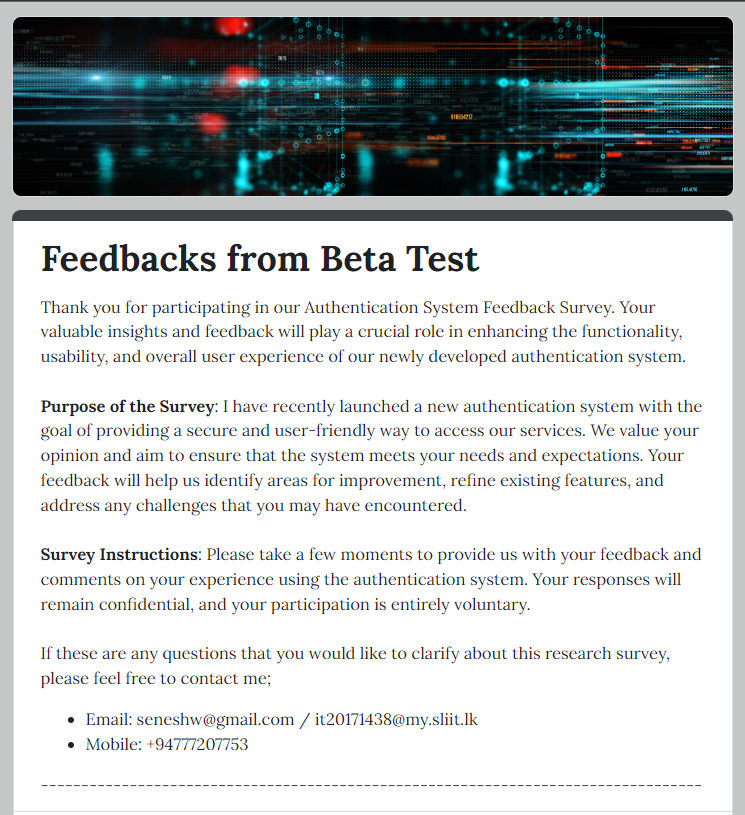 Feedbacks from Beta Test
Thank you for participating in our Authentication System Feedback Survey. Your
valuable insights and feedback will play a crucial role in enhancing the functionality,
usability, and overall user experience of our newly developed authentication system.
Purpose of the Survey: I have recently launched a new authentication system with the
goal of providing a secure and user-friendly way to access our services. We value your
opinion and aim to ensure that the system meets your needs and expectations. Your
feedback will help us identify areas for improvement, refine existing features, and
address any challenges that you may have encountered.
Survey Instructions: Please take a few moments to provide us with your feedback and
comments on your experience using the authentication system. Your responses will
remain confidential, and your participation is entirely voluntary.
If these are any questions that you would like to clarify about this research survey,
please feel free to contact me;
• Email: seneshw@gmail.com / it20171438@my.sliit.lk
• Mobile: +94777207753